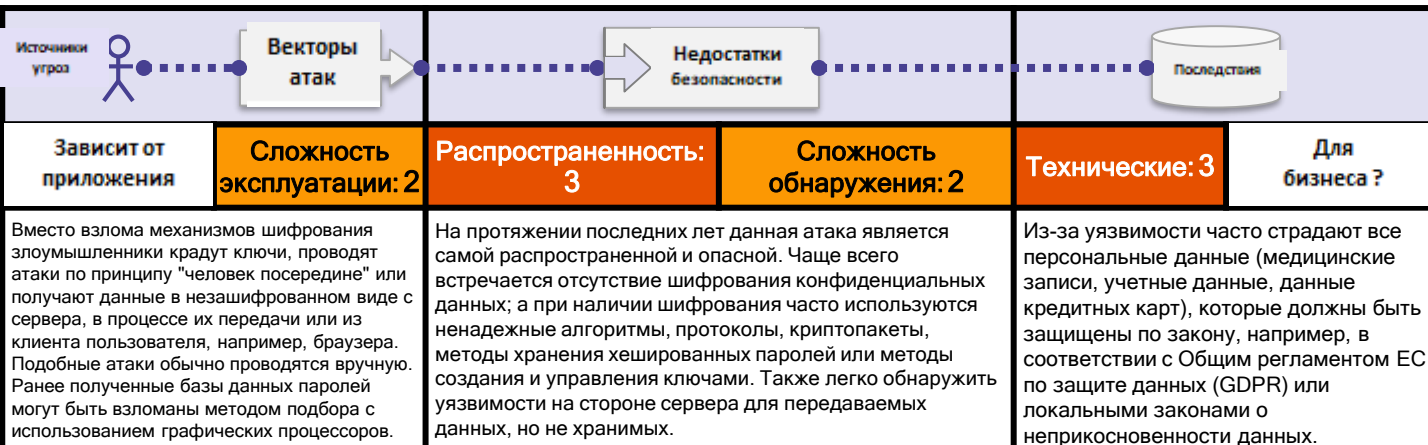 Источники
угроз
Векторы
атак
Недостатки
безопасности
Последствия
Зависит от
приложения
Сложность
эксплуатации: 2
Распространенность:
3
Сложность
обнаружения: 2
Технические: 3
Для
бизнеса ?
Вместо взлома механизмов шифрования
злоумышленники крадут ключи, проводят
атаки по принципу "человек посередине" или
получают данные в незашифрованном виде с
сервера, в процессе их передачи или из
клиента пользователя, например, браузера.
Подобные атаки обычно проводятся вручную.
Ранее полученные базы данных паролей
могут быть взломаны методом подбора с
использованием графических процессоров.
На протяжении последних лет данная атака является
самой распространенной и опасной. Чаще всего
встречается отсутствие шифрования конфиденциальных
данных; а при наличии шифрования часто используются
ненадежные алгоритмы, протоколы, криптопакеты,
методы хранения хешированных паролей или методы
создания и управления ключами. Также легко обнаружить
уязвимости на стороне сервера для передаваемых
данных, но не хранимых.
Из-за уязвимости часто страдают все
персональные данные (медицинские
записи, учетные данные, данные
кредитных карт), которые должны быть
защищены по закону, например, в
соответствии с Общим регламентом ЕС
по защите данных (GDPR) или
локальными законами о
неприкосновенности данных.